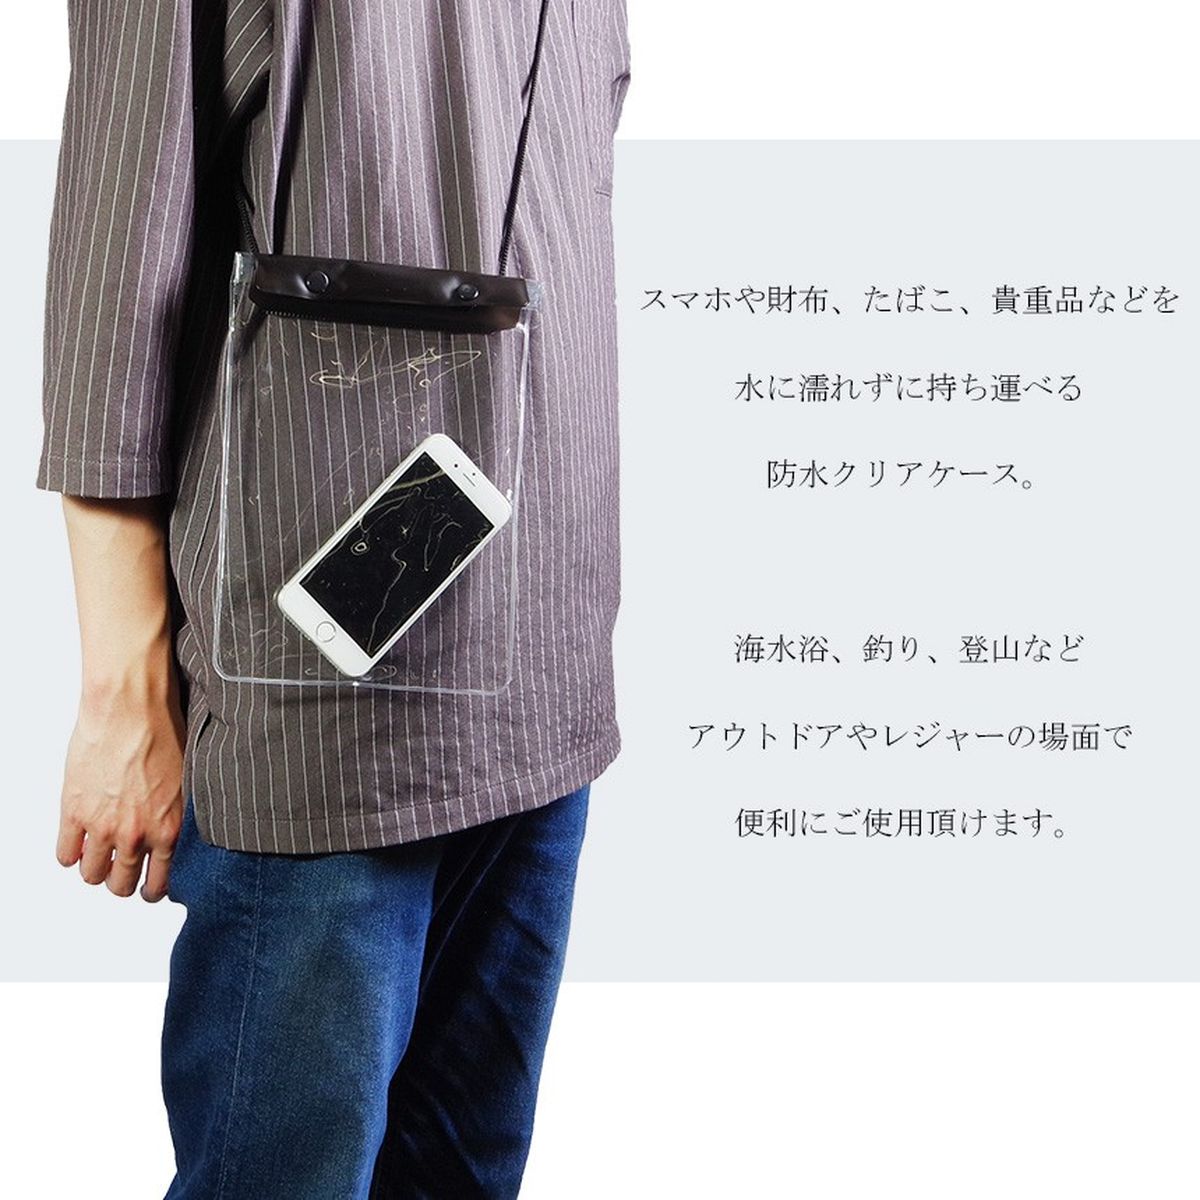 スマホや財布、たばこ、貴重品などを
水に濡れずに持ち運べる
防水クリアケース。
海水浴、釣り、登山など
アウトドアやレジャーの場面で
便利にご使用頂けます。